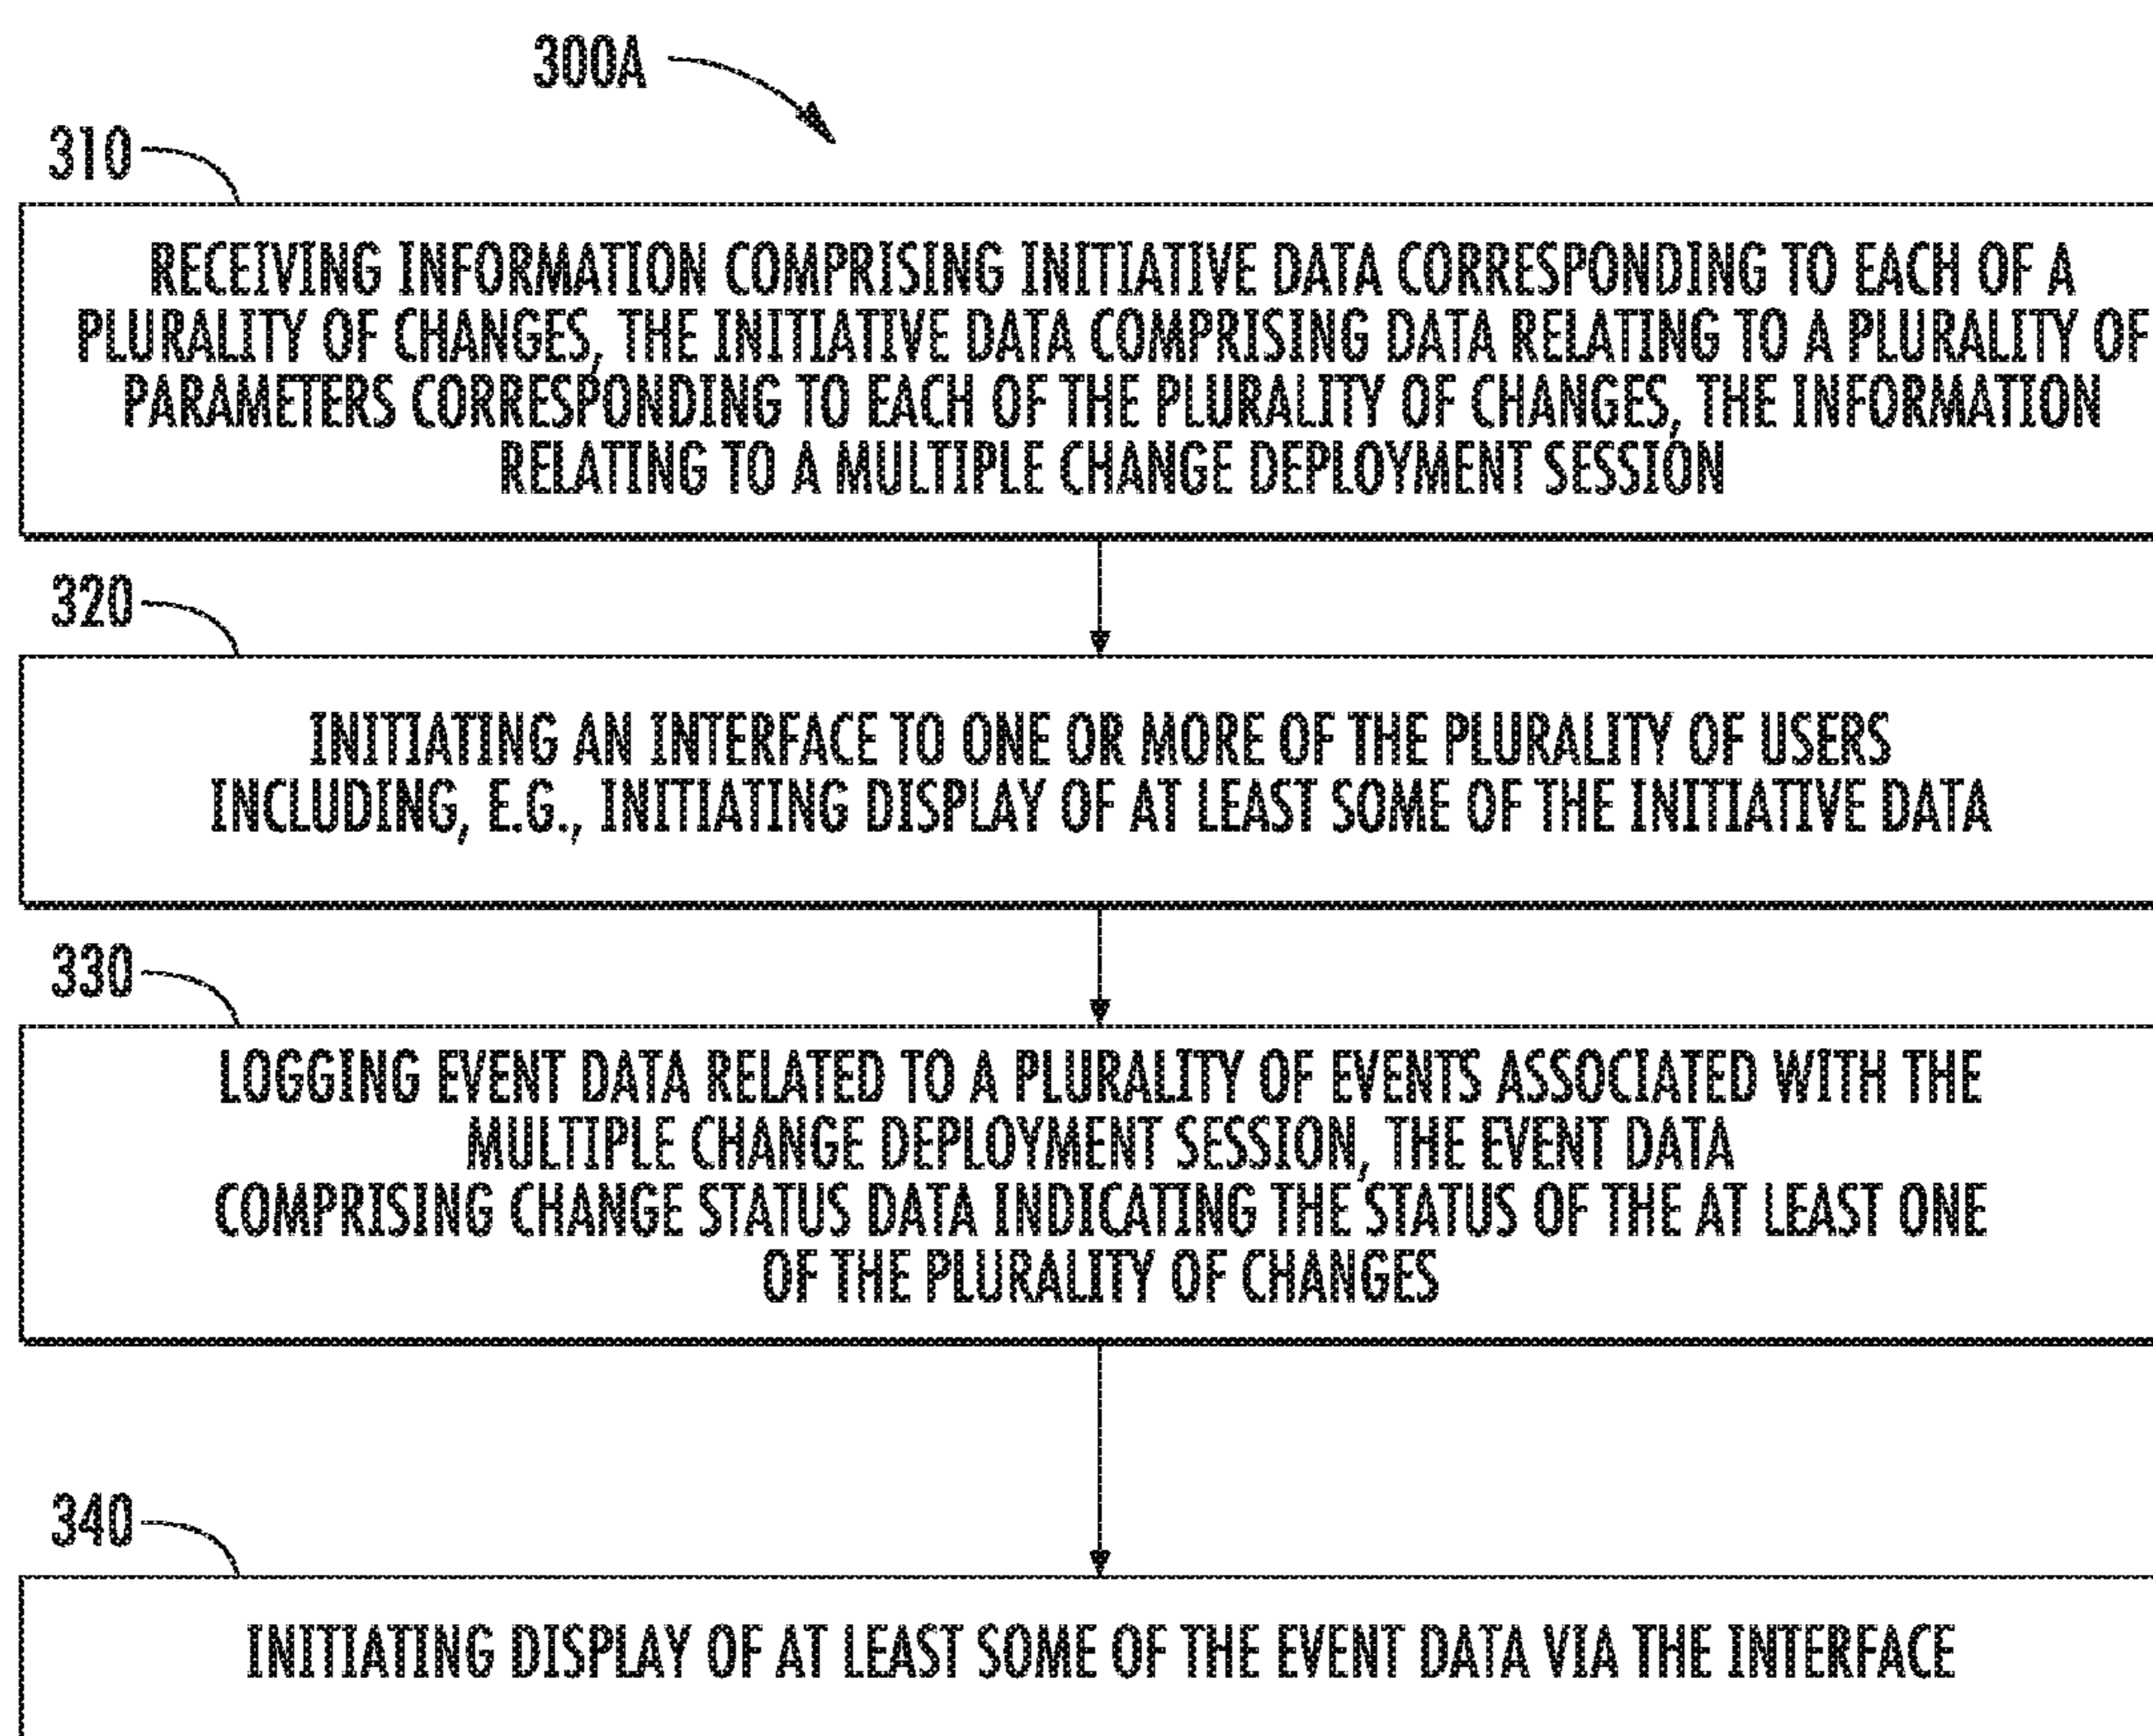 300A
310
RECEIVING INFORMATION COMPRISING INITIATIVE DATA CORRESPONDING TO EACH OF A
PLURALITY OF CHANGES, THE INITIATIVE DATA COMPRISING DATA RELATING TO A PLURALITY OF
PARAMETERS CORRESPONDING TO EACH OF THE PLURALITY OF CHANGES, THE INFORMATION
RELATING TO A MULTIPLE CHANGE DEPLOYMENT SESSION
320
INITIATING AN INTERFACE TO ONE OR MORE OF THE PLURALITY OF USERS
INCLUDING, E.G., INITIATING DISPLAY OF AT LEAST SOME OF THE INITIATIVE DATA
330
LOGGING EVENT DATA RELATED TO A PLURALITY OF EVENTS ASSOCIATED WITH THE
MULTIPLE CHANGE DEPLOYMENT SESSION, THE EVENT DATA
COMPRISING CHANGE STATUS DATA INDICATING THE STATUS OF THE AT LEAST ONE
OF THE PLURALITY OF CHANGES
340
INITIATING DISPLAY OF AT LEAST SOME OF THE EVENT DATA VIA THE INTERFACE